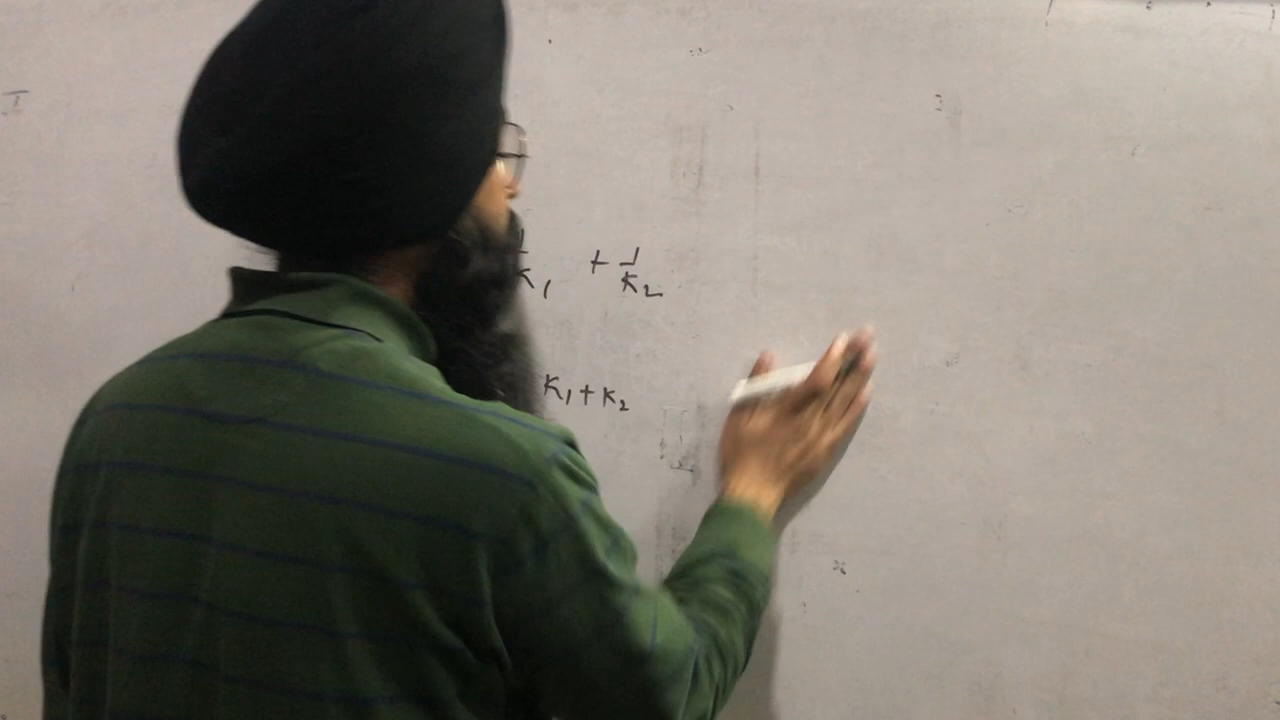 1/K₁ + 1/K₂
K₁ + K₂